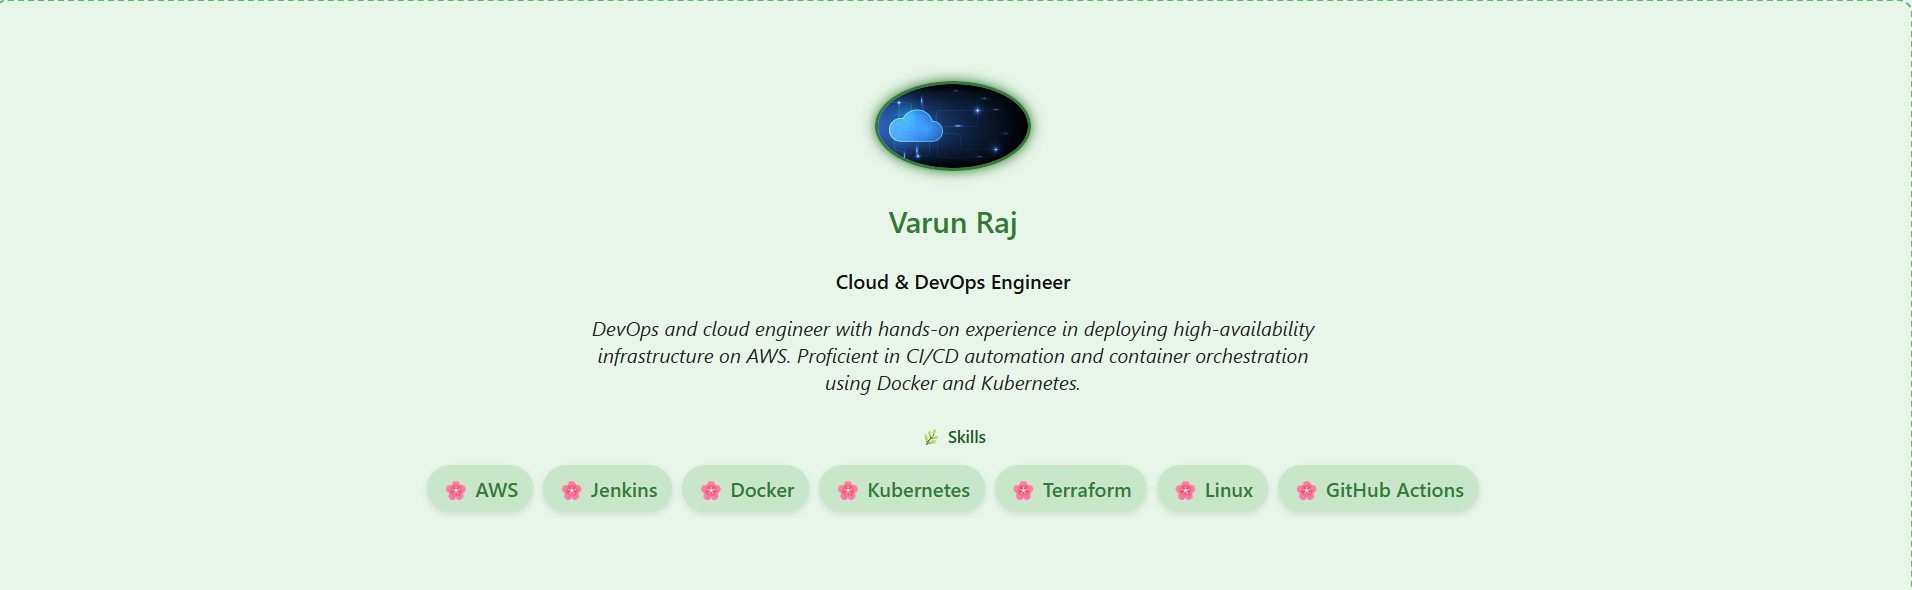 Varun Raj
Cloud & DevOps Engineer
DevOps and cloud engineer with hands-on experience in deploying high-availability
infrastructure on AWS. Proficient in CI/CD automation and container orchestration
using Docker and Kubernetes.
🌿 Skills
🌸 AWS 🌸 Jenkins 🌸 Docker 🌸 Kubernetes 🌸 Terraform 🌸 Linux 🌸 GitHub Actions